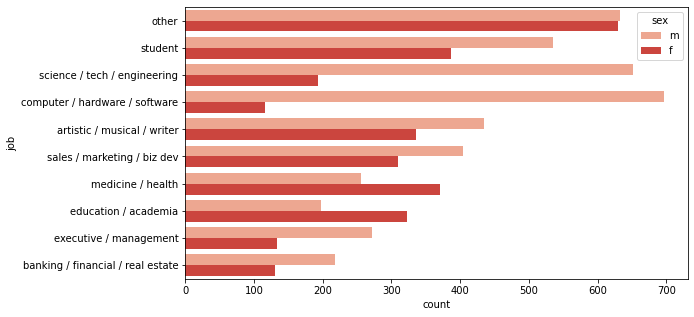 other
student
science / tech / engineering
computer / hardware / software
artistic / musical / writer
sales / marketing / biz dev
medicine / health
education / academia
executive / management
banking / financial / real estate
job
0 100 200 300 400 500 600 700
count
sex
m
f